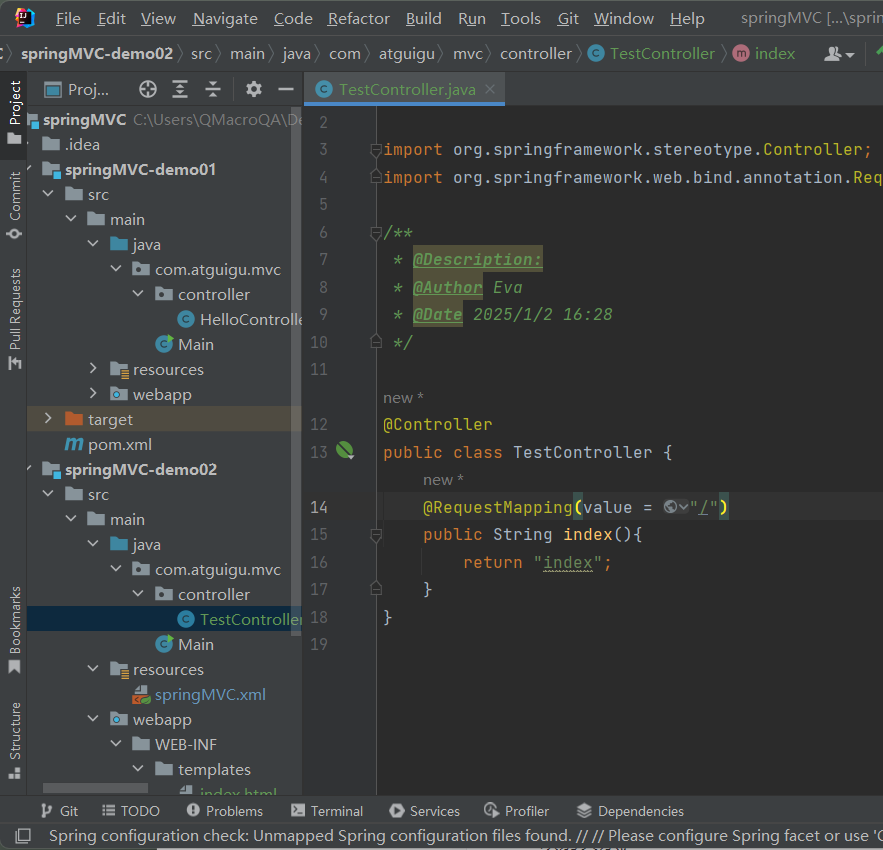 File Edit View Navigate Code Refactor Build Run Tools Git Window Help springMVC [...\sprin
springMVC-demo02 src main java com atguigu mvc controller TestController index
Proj...
TestController.java
Project
Commit
Pull Requests
Bookmarks
Structure
springMVC C:\Users\QMacroQA\De
.idea
springMVC-demo01
src
main
java
com.atguigu.mvc
controller
HelloControlle
Main
resources
webapp
target
pom.xml
springMVC-demo02
src
main
java
com.atguigu.mvc
controller
TestController
Main
resources
springMVC.xml
webapp
WEB-INF
templates
index.html
2
3 import org.springframework.stereotype.Controller;
4 import org.springframework.web.bind.annotation.Req
5
6 /**
7 * @Description:
8 * @Author Eva
9 * @Date 2025/1/2 16:28
10 */
11
new *
12 @Controller
13 public class TestController {
new *
14 @RequestMapping(value = "/")
15 public String index(){
16 return "index";
17 }
18 }
19
Git TODO Problems Terminal Services Profiler Dependencies
Spring configuration check: Unmapped Spring configuration files found. // // Please configure Spring facet or use 'C